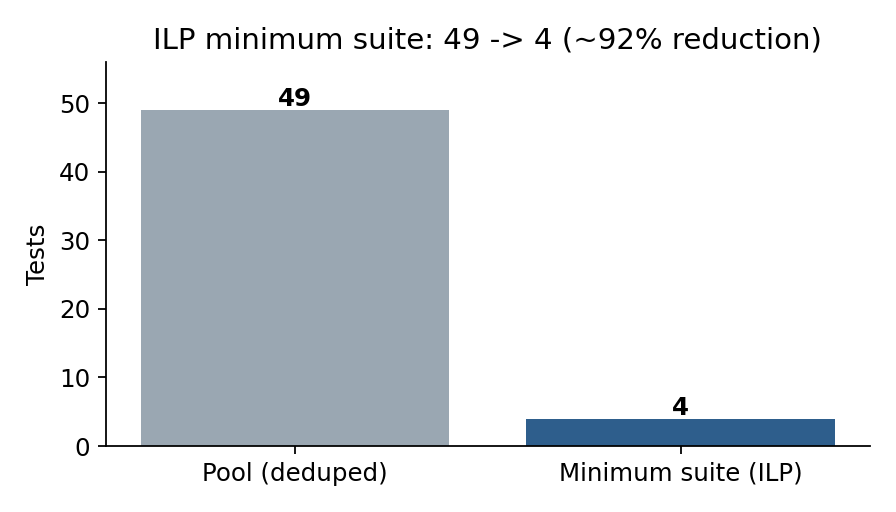 ILP minimum suite: 49 -> 4 (~92% reduction)
49
4
50
40
30
20
10
0
Tests
Pool (deduped)
Minimum suite (ILP)